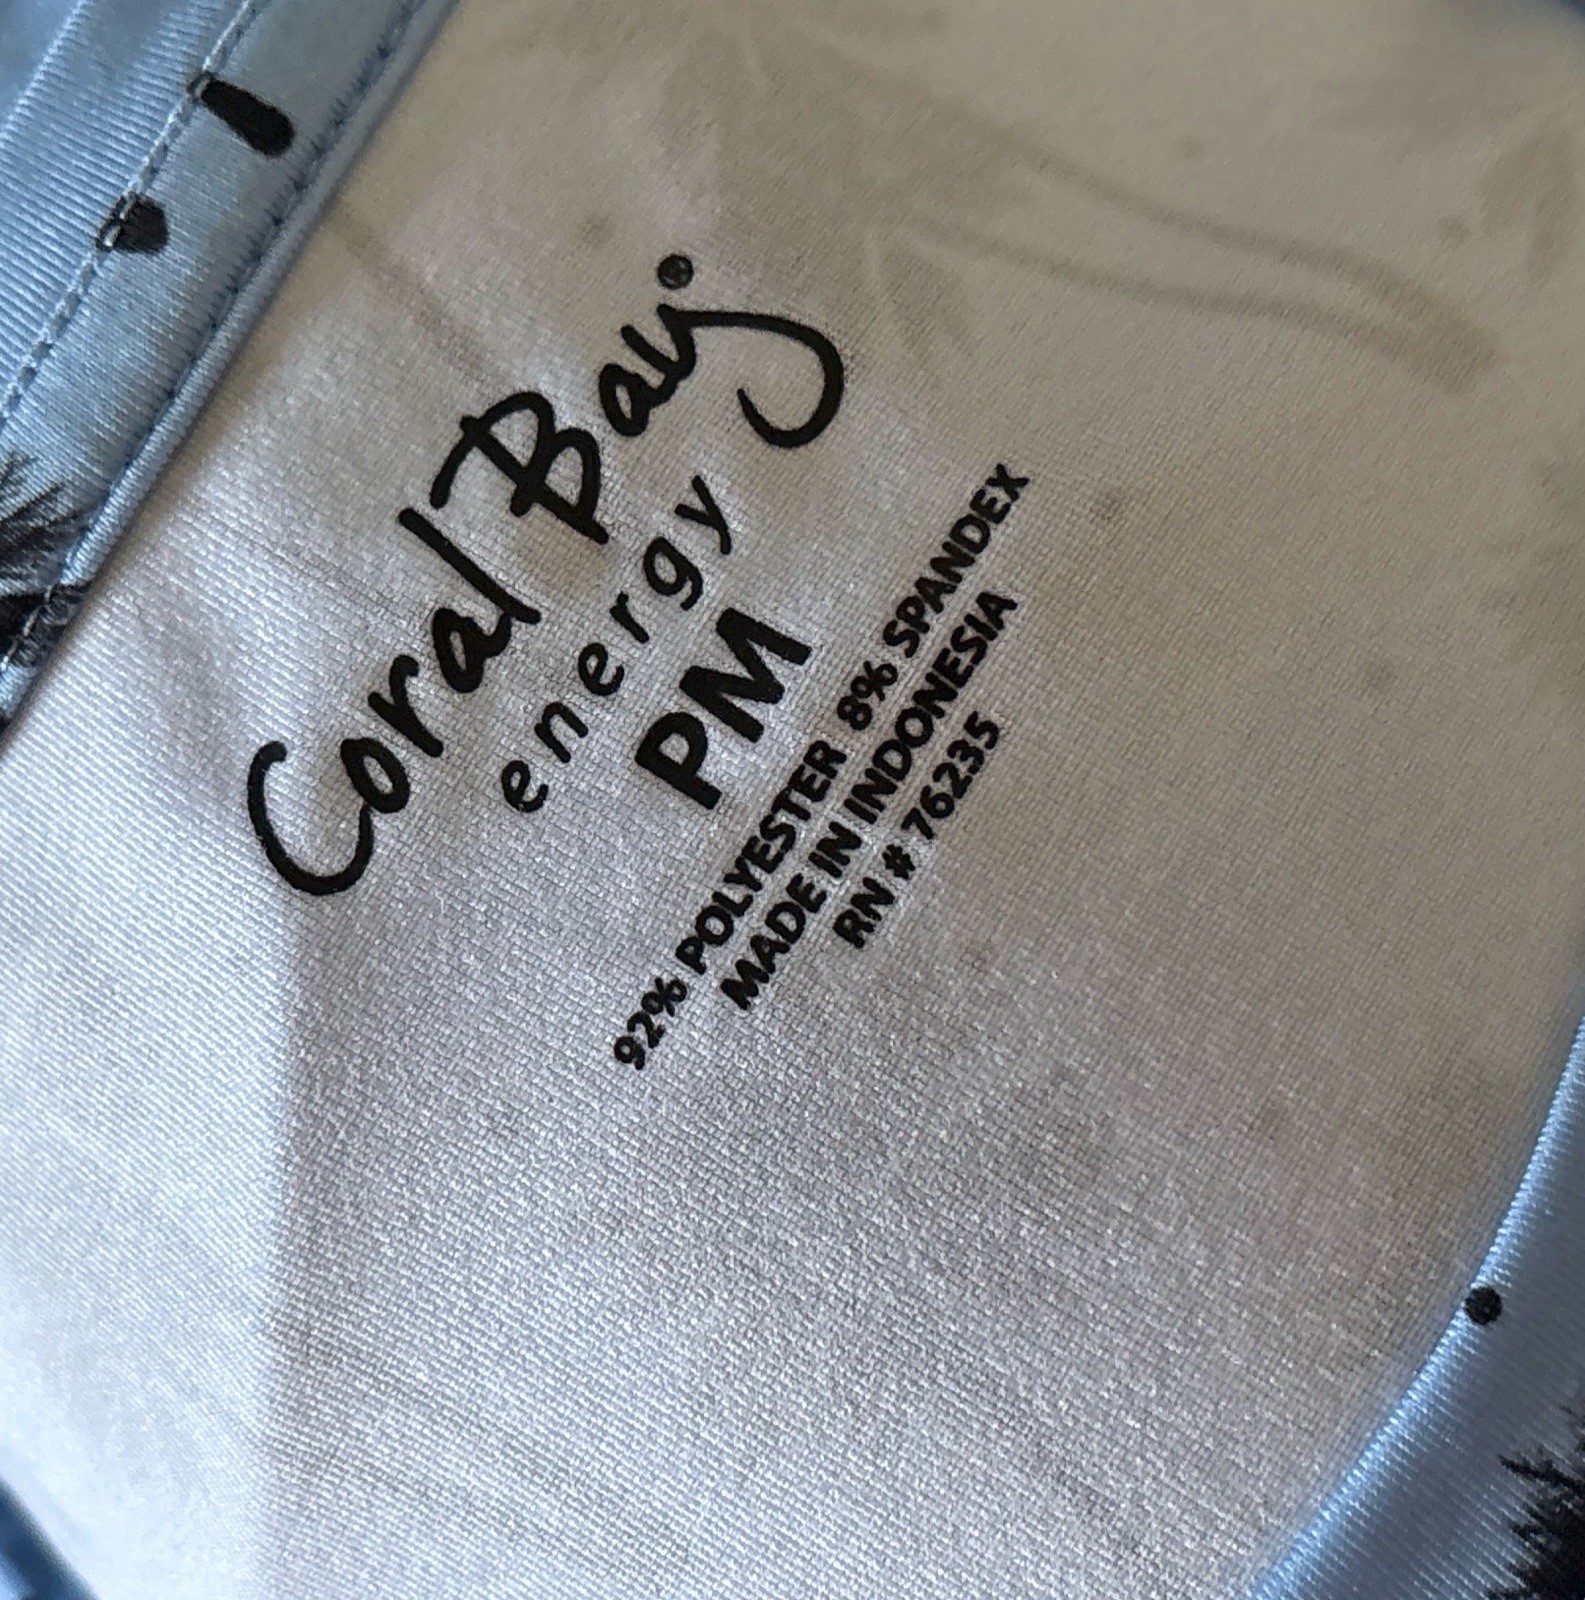 Coral Bay®
energy
PM
92% POLYESTER 8% SPANDEX
MADE IN INDONESIA
RN # 76235